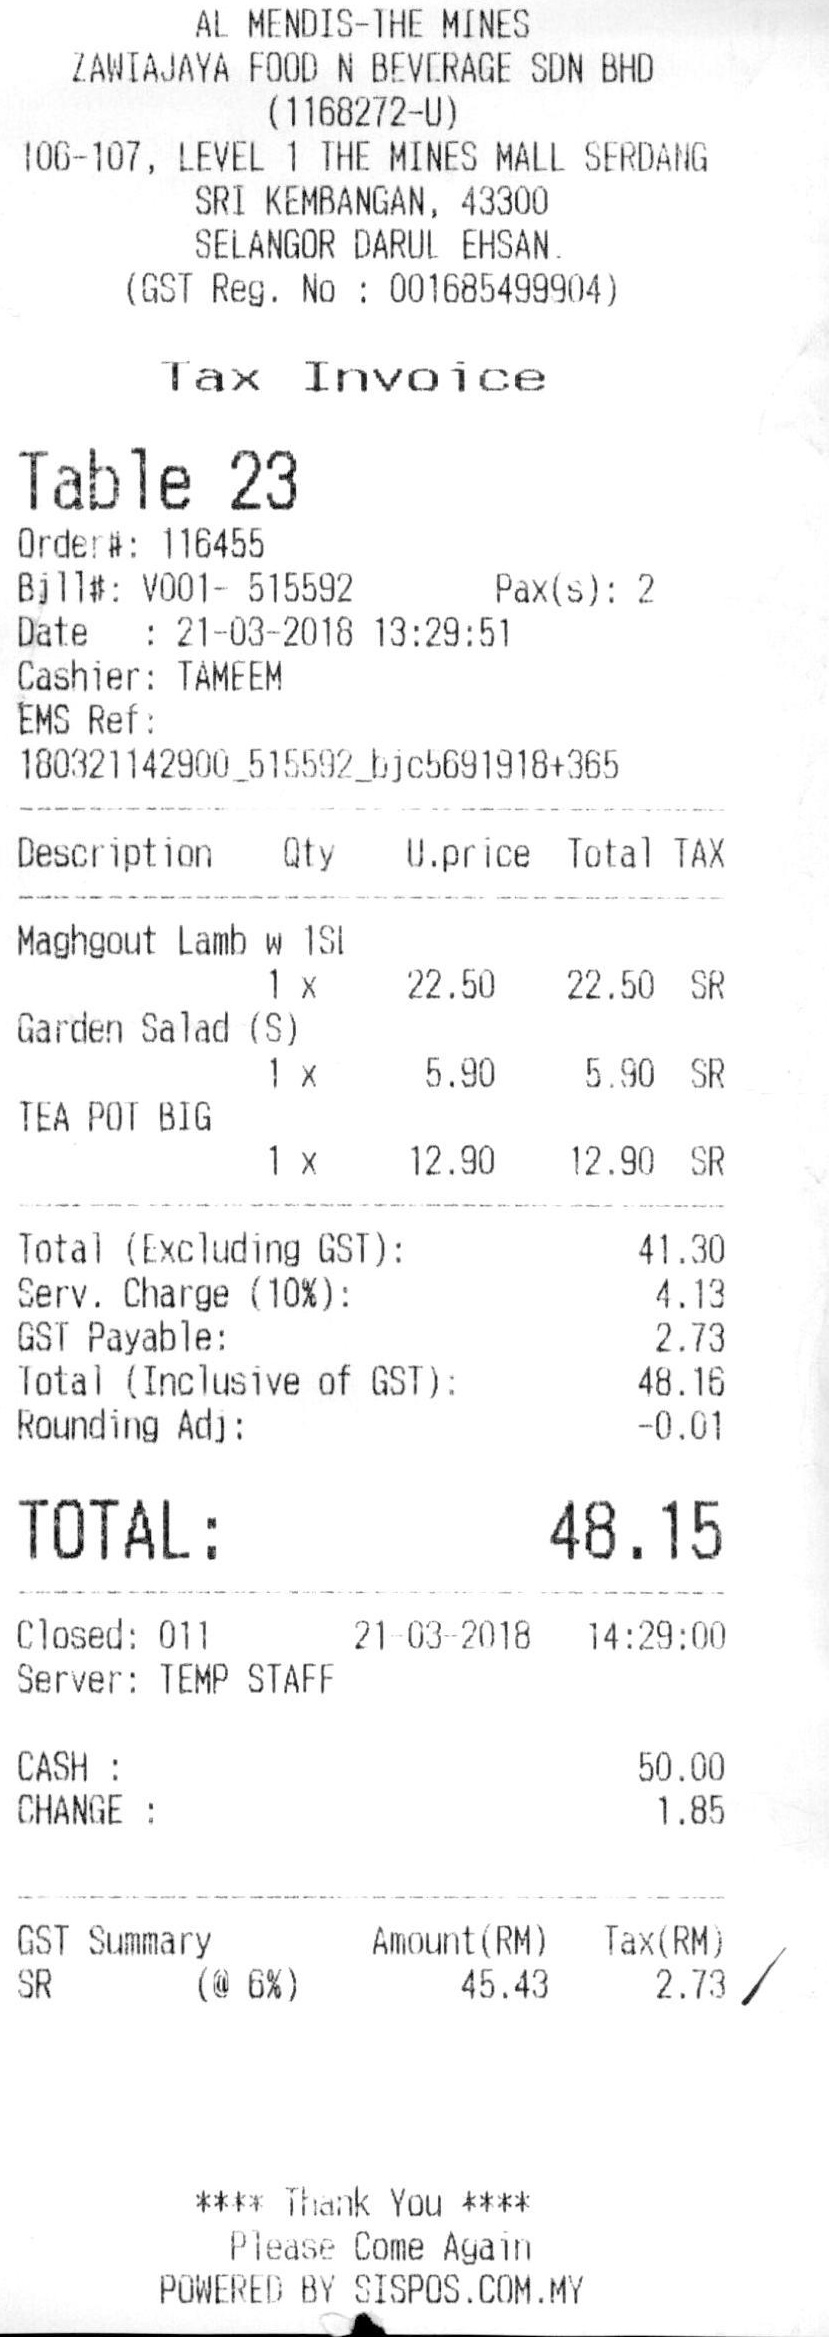 AL MENDIS-THE MINES
ZAWIAJAYA FOOD N BEVERAGE SDN BHD
(1168272-U)
106-107, LEVEL 1 THE MINES MALL SERDANG
SRI KEMBANGAN, 43300
SELANGOR DARUL EHSAN.
(GST Reg. No : 001685499904)
Tax Invoice
Table 23
Order#: 116455
Bill#: V001- 515592 Pax(s): 2
Date : 21-03-2018 13:29:51
Cashier: TAMEEM
EMS Ref:
180321142900_515592_bjcb691918+365
Description Qty U.price Total TAX
Maghgout Lamb w 1SL
1 x 22.50 22.50 SR
Garden Salad (S)
1 x 5.90 5.90 SR
TEA POT BIG
1 x 12.90 12.90 SR
Total (Excluding GST): 41.30
Serv. Charge (10%): 4.13
GST Payable: 2.73
Total (Inclusive of GST): 48.16
Rounding Adj: -0.01
TOTAL: 48.15
Closed: 011 21-03-2018 14:29:00
Server: TEMP STAFF
CASH : 50.00
CHANGE : 1.85
GST Summary Amount(RM) Tax(RM)
SR (@ 6%) 45.43 2.73
**** Thank You ****
Please Come Again
POWERED BY SISPOS.COM.MY